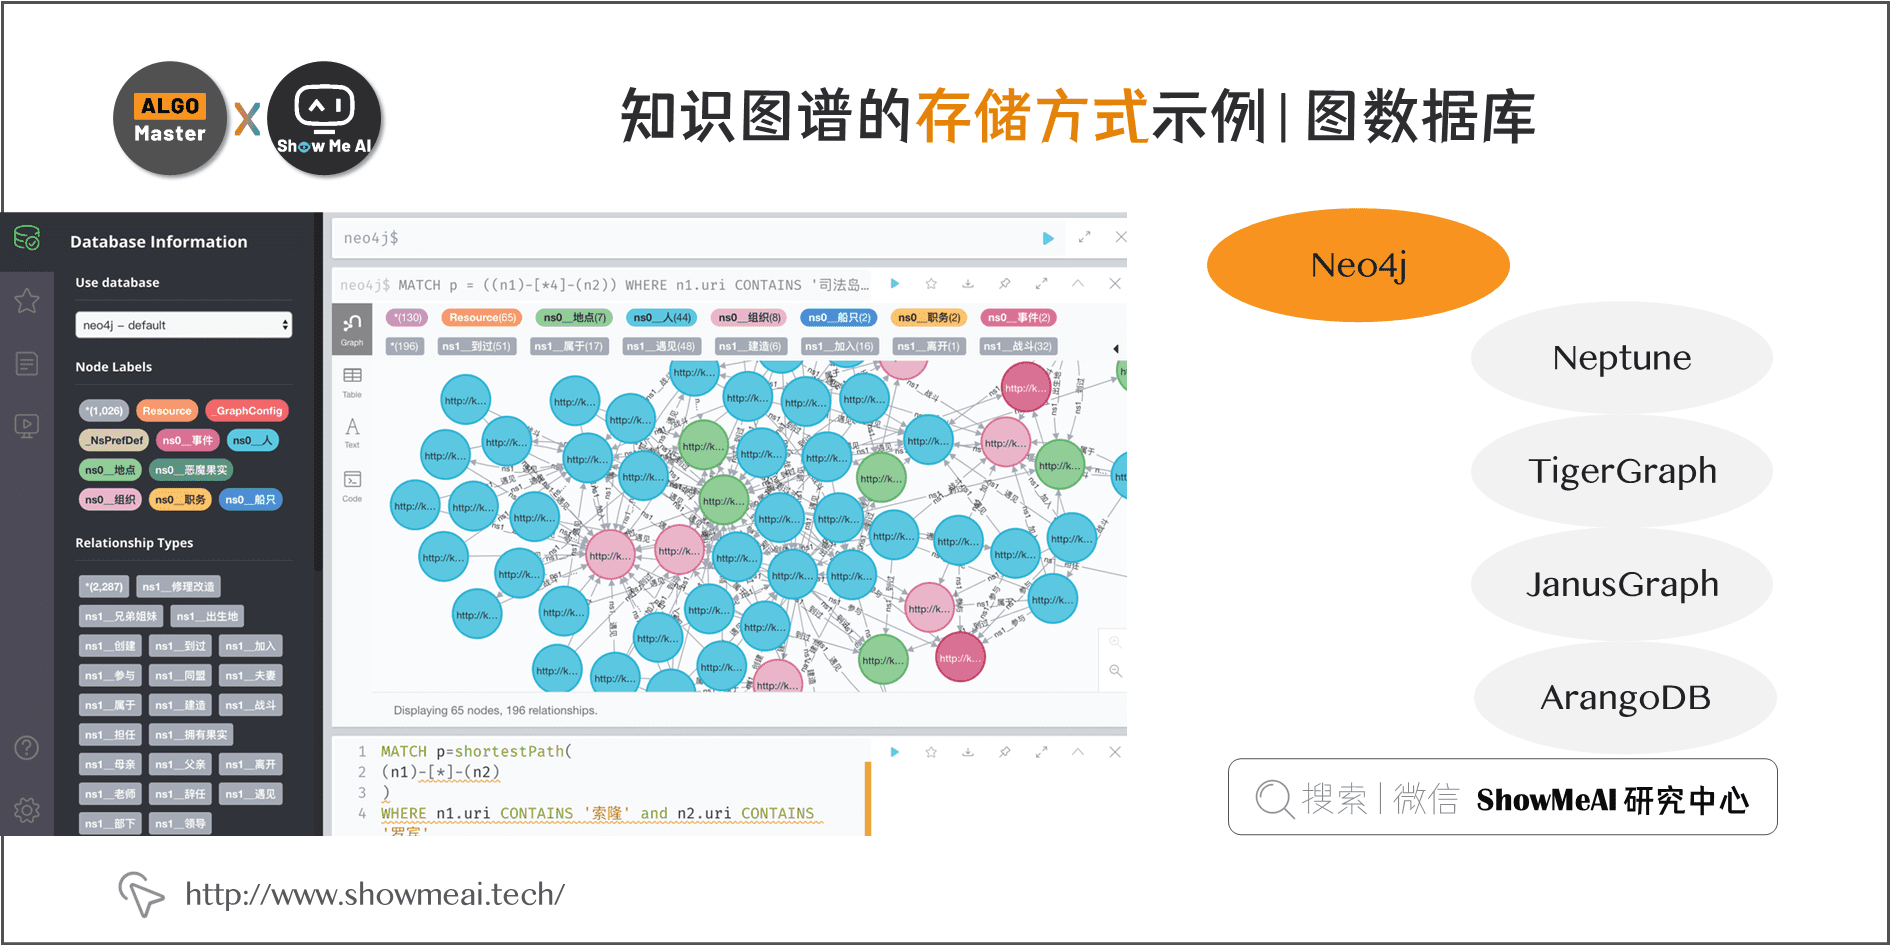 ALGO
Master
X
Show Me AI
知识图谱的存储方式示例| 图数据库
Database Information
Use database
neo4j – default
Node Labels
*(1,026) Resource _GraphConfig
_NsPrefDef ns0__事件 ns0__人
ns0__地点 ns0__恶魔果实
ns0__组织 ns0__职务 ns0__船只
Relationship Types
*(2,287) ns1__修理改造
ns1__兄弟姐妹 ns1__出生地
ns1__创建 ns1__到过 ns1__加入
ns1__参与 ns1__同盟 ns1__夫妻
ns1__属于 ns1__建造 ns1__战斗
ns1__担任 ns1__拥有果实
ns1__母亲 ns1__父亲 ns1__离开
ns1__老师 ns1__辞任 ns1__遇见
ns1__部下 ns1__领导
neo4j$
neo4j$ MATCH p = ((n1)-[*4]-(n2)) WHERE n1.uri CONTAINS '司法岛…
Graph
Table
Text
Code
*(130) Resource(65) ns0__地点(7) ns0__人(44) ns0__组织(8) ns0__船只(2) ns0__职务(2) ns0__事件(2)
*(196) ns1__到过(51) ns1__属于(17) ns1__遇见(48) ns1__建造(6) ns1__加入(16) ns1__离开(1) ns1__战斗(32)
http://k...
Displaying 65 nodes, 196 relationships.
1 MATCH p=shortestPath(
2 (n1)-[*]-(n2)
3 )
4 WHERE n1.uri CONTAINS '索隆' and n2.uri CONTAINS
'罗宾'
Neo4j
Neptune
TigerGraph
JanusGraph
ArangoDB
搜索 | 微信 ShowMeAI 研究中心
http://www.showmeai.tech/